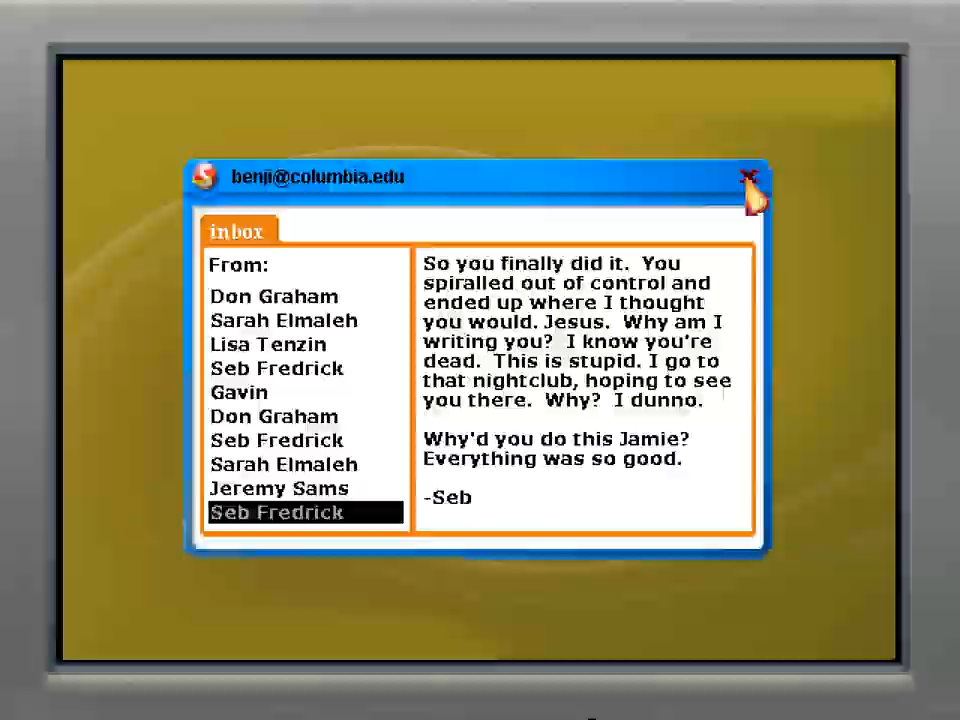 benji@columbia.edu
inbox
From:
Don Graham
Sarah Elmaleh
Lisa Tenzin
Seb Fredrick
Gavin
Don Graham
Seb Fredrick
Sarah Elmaleh
Jeremy Sams
Seb Fredrick
So you finally did it. You
spiralled out of control and
ended up where I thought
you would. Jesus. Why am I
writing you? I know you're
dead. This is stupid. I go to
that nightclub, hoping to see
you there. Why? I dunno.
Why'd you do this Jamie?
Everything was so good.
-Seb